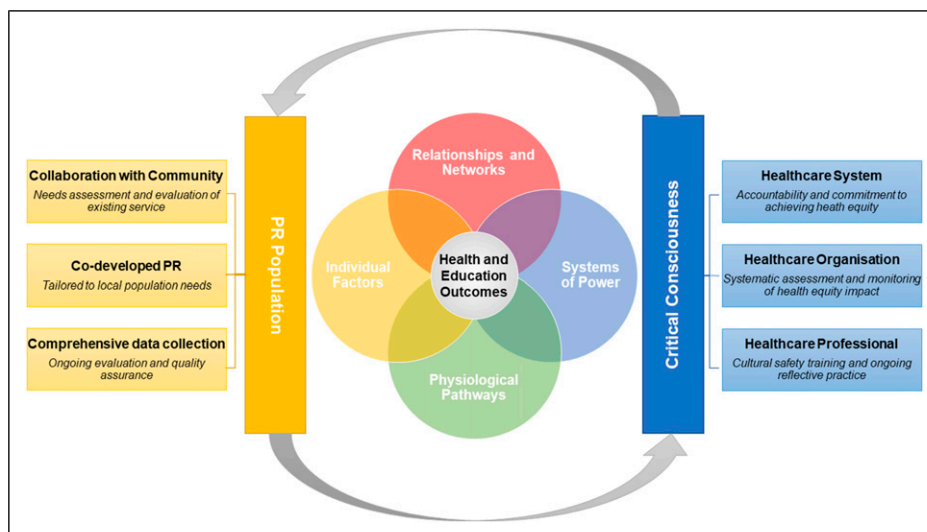 Collaboration with Community
Needs assessment and evaluation of
existing service
Co-developed PR
Tailored to local population needs
Comprehensive data collection
Ongoing evaluation and quality
assurance
PR Population
Relationships and
Networks
Individual
Factors
Health and
Education
Outcomes
Systems
of Power
Physiological
Pathways
Critical Consciousness
Healthcare System
Accountability and commitment to
achieving heath equity
Healthcare Organisation
Systematic assessment and monitoring
of health equity impact
Healthcare Professional
Cultural safety training and ongoing
reflective practice